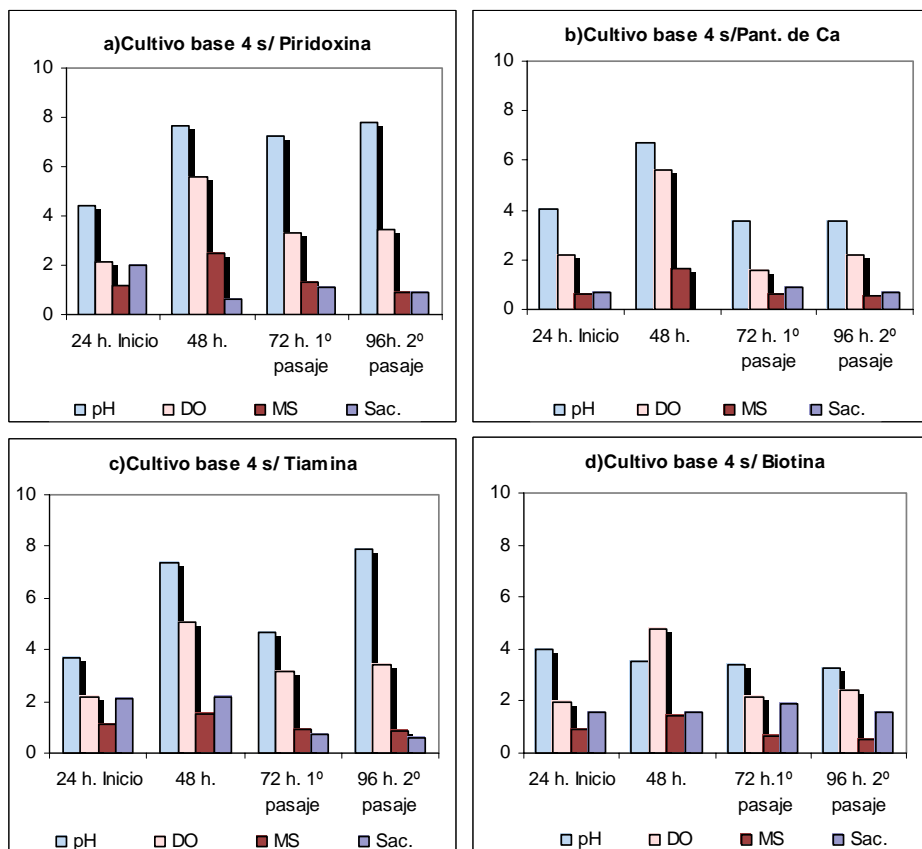 a)Cultivo base 4 s/ Piridoxina
10
8
6
4
2
0
24 h. Inicio 48 h. 72 h. 1º 96h. 2º
pasaje pasaje
pH DO MS Sac.
b)Cultivo base 4 s/Pant. de Ca
10
8
6
4
2
0
24 h. Inicio 48 h. 72 h. 1º 96 h. 2º
pasaje pasaje
pH DO MS Sac.
c)Cultivo base 4 s/ Tiamina
10
8
6
4
2
0
24 h. Inicio 48 h. 72 h. 1º 96 h. 2º
pasaje pasaje
pH DO MS Sac.
d)Cultivo base 4 s/ Biotina
10
8
6
4
2
0
24 h. Inicio 48 h. 72 h.1º 96 h. 2º
pasaje pasaje
pH DO MS Sac.